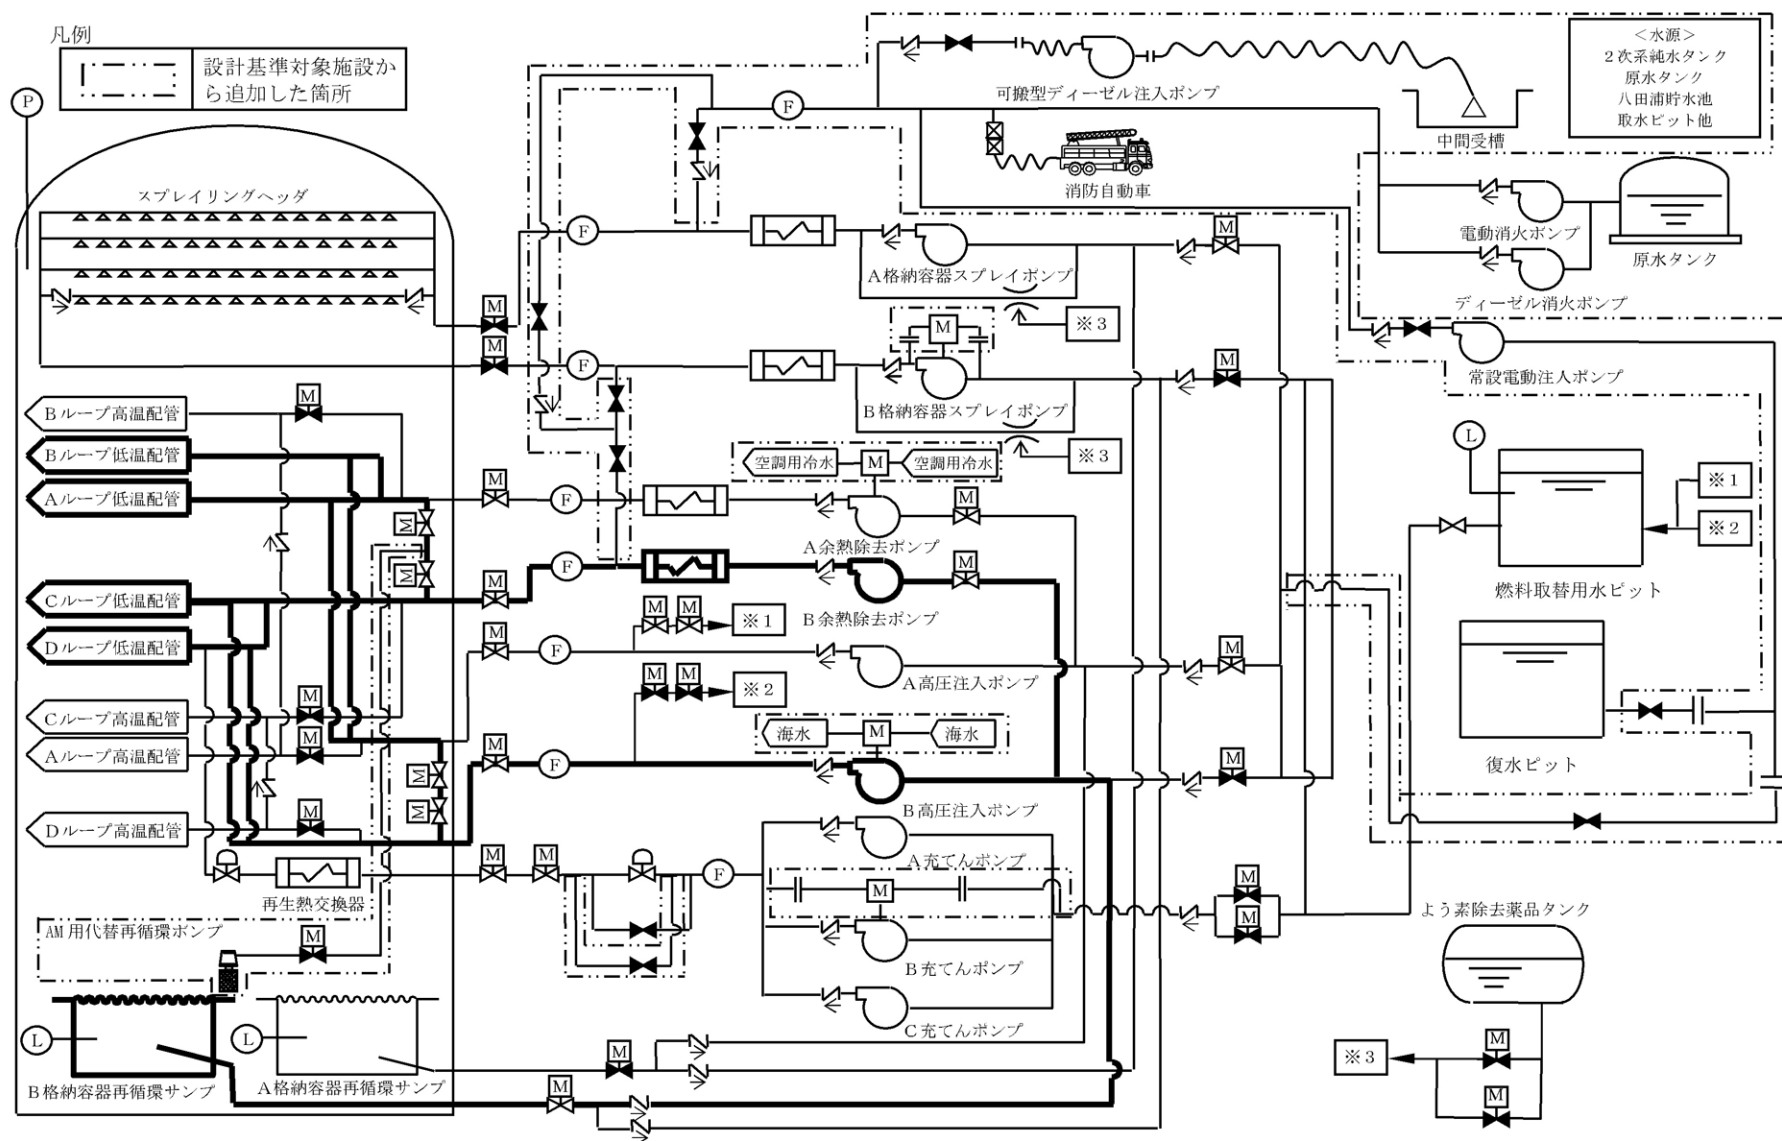 凡例
設計基準対象施設か
ら追加した箇所
P
スプレイリングヘッダ
F
可搬型ディーゼル注入ポンプ
消防自動車
中間受槽
＜水源＞
２次系純水タンク
原水タンク
八田浦貯水池
取水ピット他
電動消火ポンプ
原水タンク
ディーゼル消火ポンプ
F
A格納容器スプレイポンプ
M
M
※3
M
M
F
M
B格納容器スプレイポンプ
※3
常設電動注入ポンプ
Bループ高温配管
M
Bループ低温配管
空調用冷水
M
空調用冷水
L
Aループ低温配管
M
F
M
M
A余熱除去ポンプ
※1
※2
燃料取替用水ピット
M
Cループ低温配管
M
F
M
B余熱除去ポンプ
M
M
※1
Dループ低温配管
M
F
A高圧注入ポンプ
M
M
M
※2
Cループ高温配管
M
海水
M
海水
Aループ高温配管
M
M
F
M
復水ピット
M
M
B高圧注入ポンプ
Dループ高温配管
M
A充てんポンプ
再生熱交換器
M
M
F
M
M
M
よう素除去薬品タンク
AM用代替再循環ポンプ
M
B充てんポンプ
C充てんポンプ
L
L
B格納容器再循環サンプ
A格納容器再循環サンプ
M
M
※3
M
M